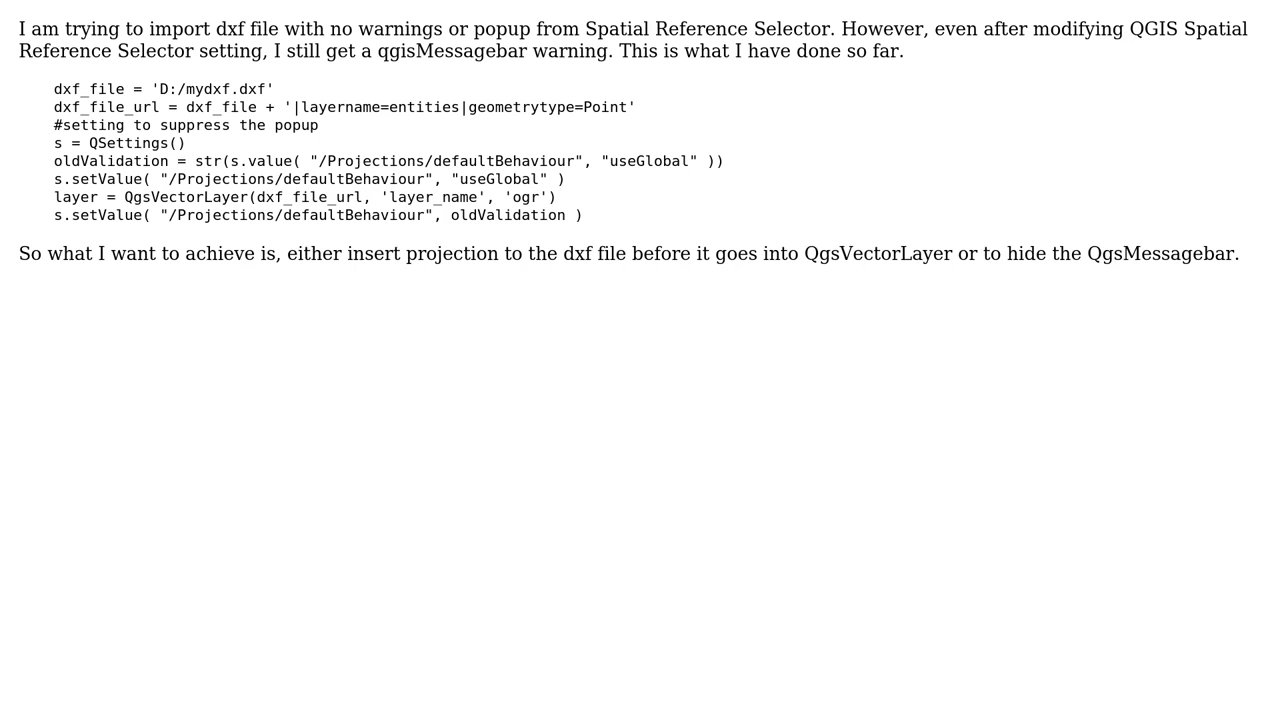 I am trying to import dxf file with no warnings or popup from Spatial Reference Selector. However, even after modifying QGIS Spatial
Reference Selector setting, I still get a qgisMessagebar warning. This is what I have done so far.
dxf_file = 'D:/mydxf.dxf'
dxf_file_url = dxf_file + '|layername=entities|geometrytype=Point'
#setting to suppress the popup
s = QSettings()
oldValidation = str(s.value( "/Projections/defaultBehaviour", "useGlobal" ))
s.setValue( "/Projections/defaultBehaviour", "useGlobal" )
layer = QgsVectorLayer(dxf_file_url, 'layer_name', 'ogr')
s.setValue( "/Projections/defaultBehaviour", oldValidation )
So what I want to achieve is, either insert projection to the dxf file before it goes into QgsVectorLayer or to hide the QgsMessagebar.